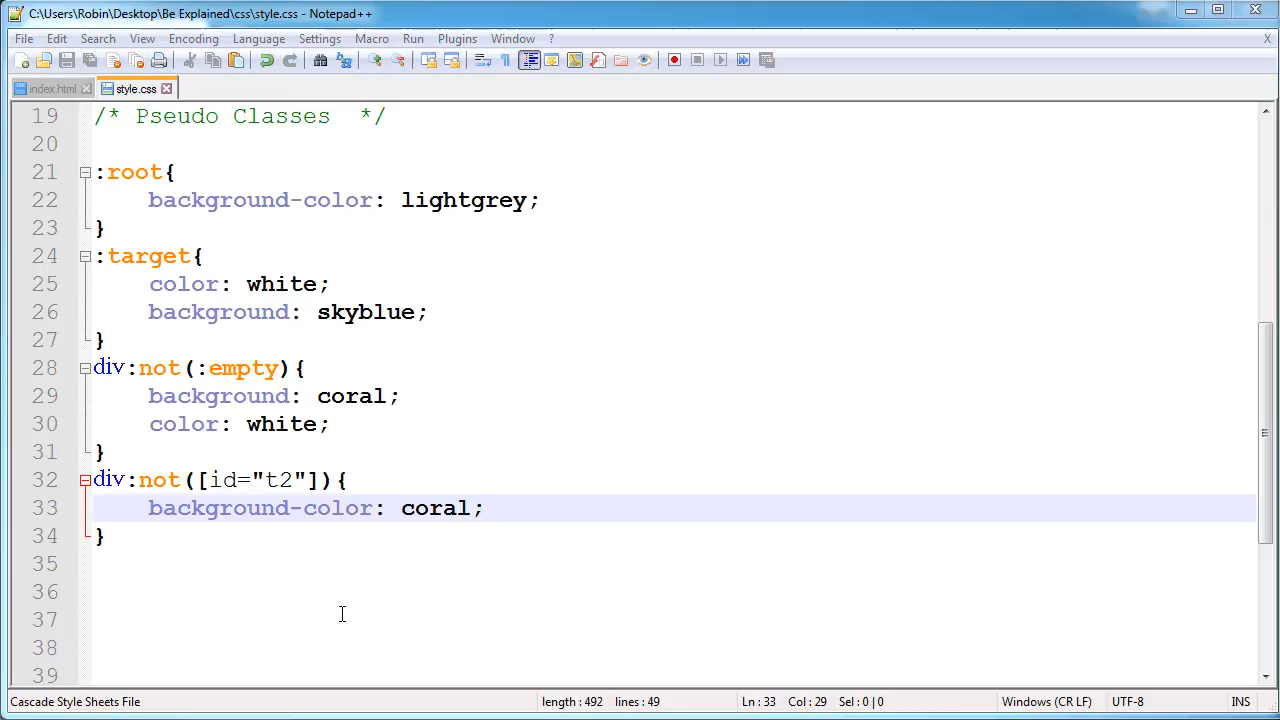 C:\Users\Robin\Desktop\Be Explained\css\style.css - Notepad++
File Edit Search View Encoding Language Settings Macro Run Plugins Window ? X
index.html style.css
19 /* Pseudo Classes  */
20
21 :root{
22 background-color: lightgrey;
23 }
24 :target{
25 color: white;
26 background: skyblue;
27 }
28 div:not(:empty){
29 background: coral;
30 color: white;
31 }
32 div:not([id="t2"]){
33 background-color: coral;
34 }
35
36
37
38
39
Cascade Style Sheets File length : 492 lines : 49 Ln : 33 Col : 29 Sel : 0 | 0 Windows (CR LF) UTF-8 INS